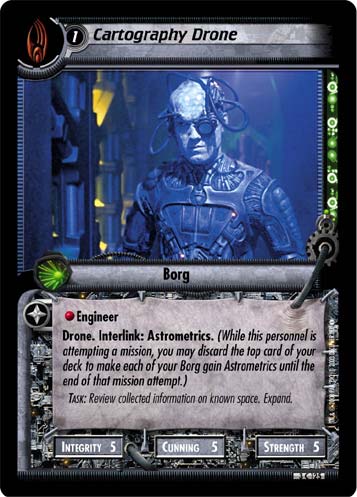 1 Cartography Drone
Borg
Engineer
Drone. Interlink: Astrometrics. (While this personnel is
attempting a mission, you may discard the top card of your
deck to make each of your Borg gain Astrometrics until the
end of that mission attempt.)
TASK: Review collected information on known space. Expand.
INTEGRITY 5 CUNNING 5 STRENGTH 5
3 C 125